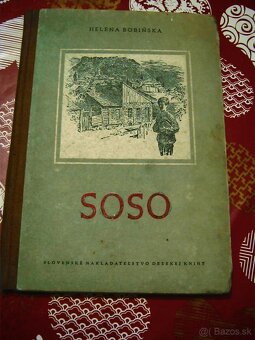 HELENA BOBIŃSKA
SOSO
SLOVENSKÉ NAKLADATEĽSTVO DETSKEJ KNIHY
Bazos.sk